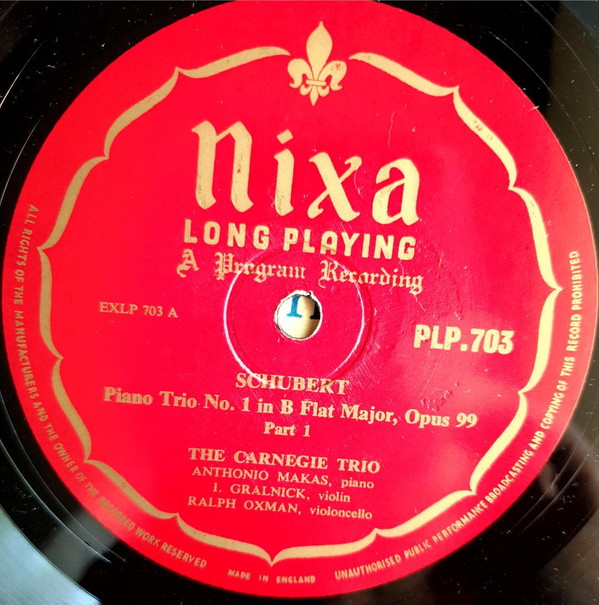 Nixa
LONG PLAYING
A Program Recording
EXLP 703 A
PLP.703
SCHUBERT
Piano Trio No. 1 in B Flat Major, Opus 99
Part 1
THE CARNEGIE TRIO
ANTHONIO MAKAS, piano
I. GRALNICK, violin
RALPH OXMAN, violoncello
ALL RIGHTS OF THE MANUFACTURERS AND THE OWNER OF THE RECORDED WORK RESERVED
MADE IN ENGLAND
UNAUTHORISED PUBLIC PERFORMANCE BROADCASTING AND COPYING OF THIS RECORD PROHIBITED